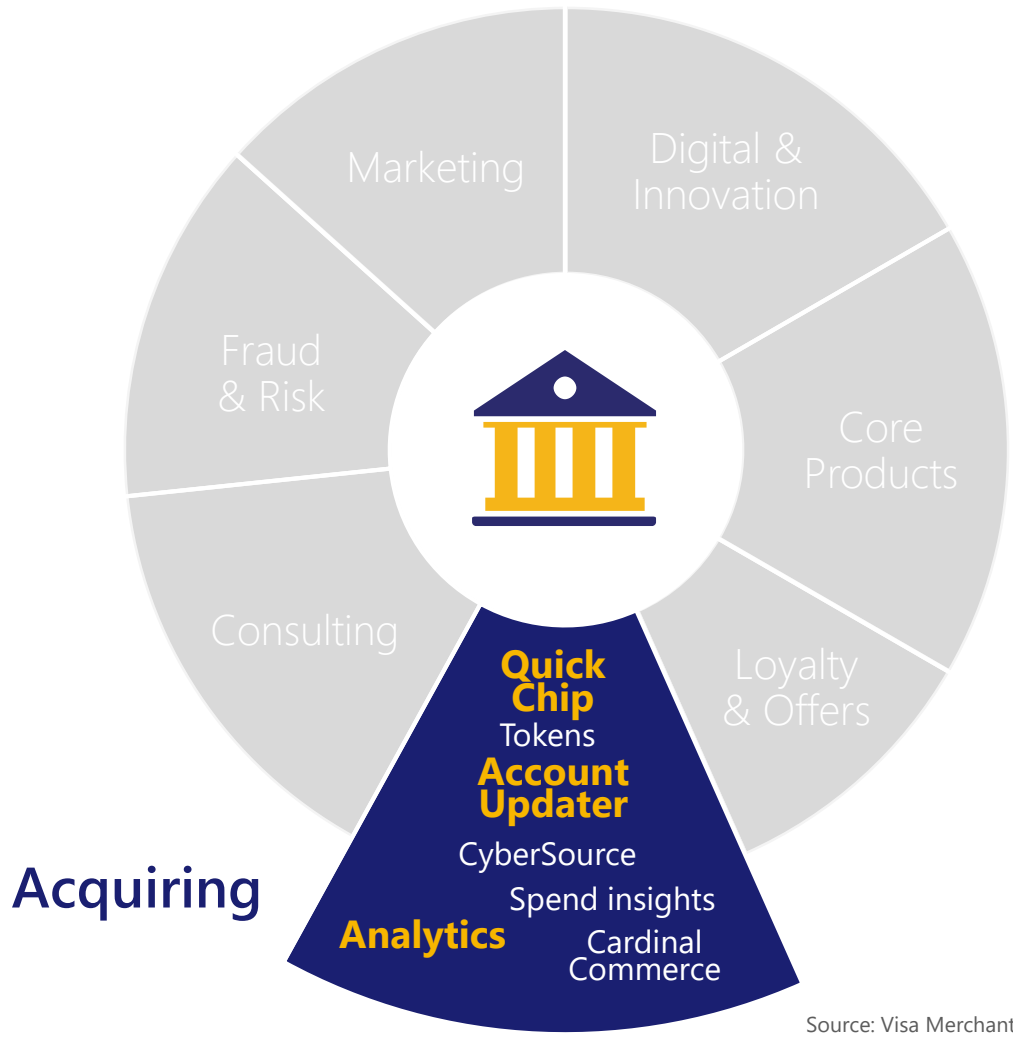 Marketing
Digital &
Innovation
Fraud
& Risk
Core
Products
Consulting
Loyalty
& Offers
Quick
Chip
Tokens
Account
Updater
CyberSource
Acquiring
Spend insights
Analytics
Cardinal
Commerce
Source: Visa Merchant